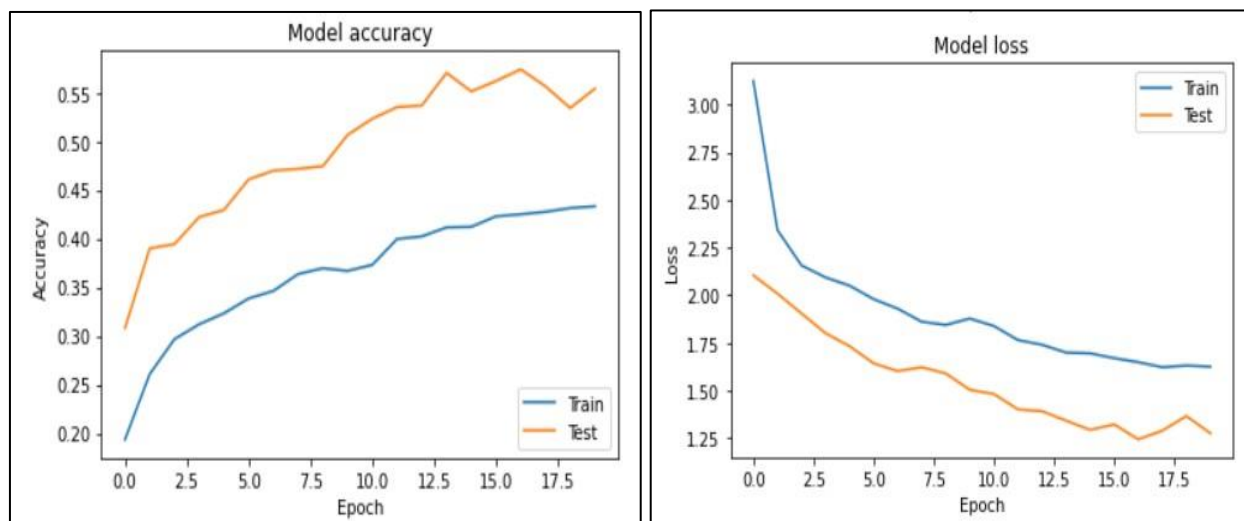 Model accuracy
Accuracy
0.55
0.50
0.45
0.40
0.35
0.30
0.25
0.20
Train
Test
0.0 2.5 5.0 7.5 10.0 12.5 15.0 17.5
Epoch
Model loss
Loss
3.00
2.75
2.50
2.25
2.00
1.75
1.50
1.25
Train
Test
0.0 2.5 5.0 7.5 10.0 12.5 15.0 17.5
Epoch